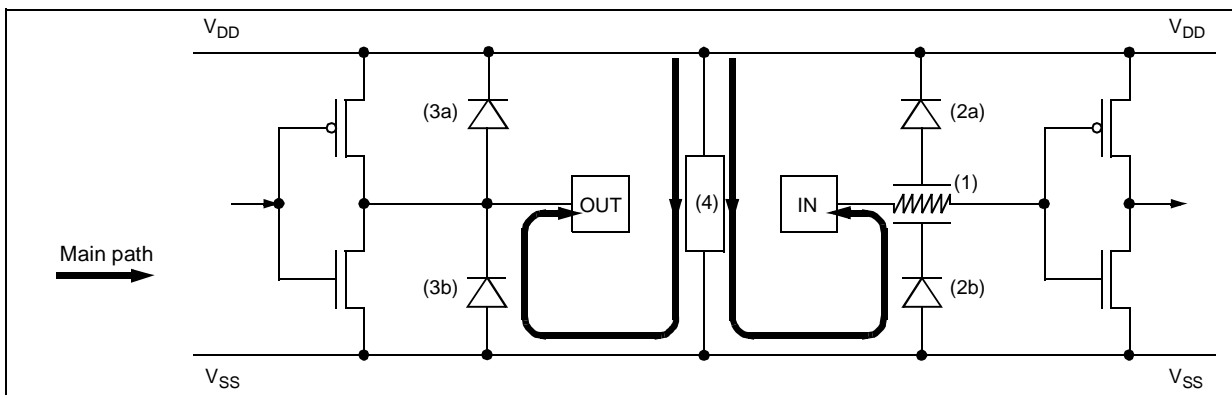 VDD VDD
(3a) (2a)
(1)
OUT (4) IN
Main path
(3b) (2b)
VSS VSS